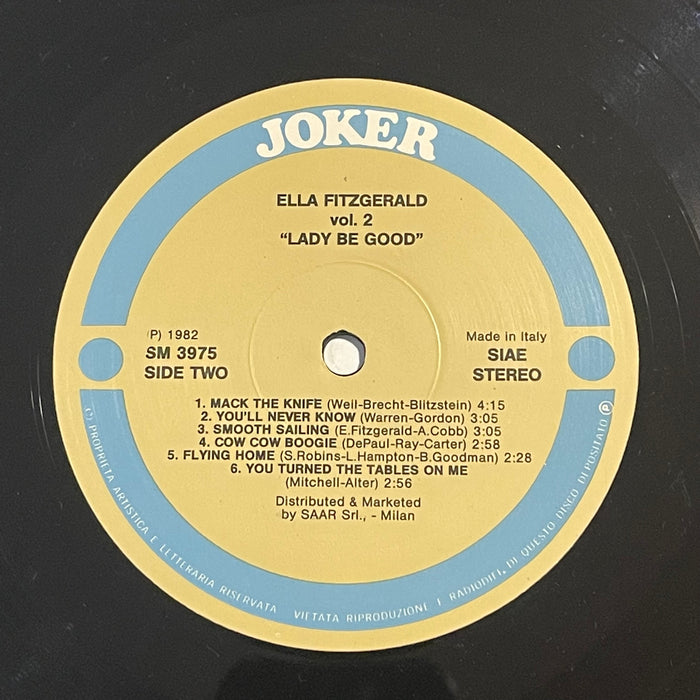 JOKER
ELLA FITZGERALD
vol. 2
“LADY BE GOOD”
(P) 1982
SM 3975
SIDE TWO
Made in Italy
SIAE
STEREO
1. MACK THE KNIFE (Weil-Brecht-Blitzstein) 4:15
2. YOU'LL NEVER KNOW (Warren-Gordon) 3:05
3. SMOOTH SAILING (E.Fitzgerald-A.Cobb) 3:05
4. COW COW BOOGIE (DePaul-Ray-Carter) 2:58
5. FLYING HOME (S.Robins-L.Hampton-B.Goodman) 2:28
6. YOU TURNED THE TABLES ON ME
(Mitchell-Alter) 2:56
Distributed & Marketed
by SAAR Srl., - Milan
PROPRIETA ARTISTICA E LETTERARIA RISERVATA VIETATA RIPRODUZIONE I RADIODIF. DI QUESTO DISCO DEPOSITATO Ⓟ